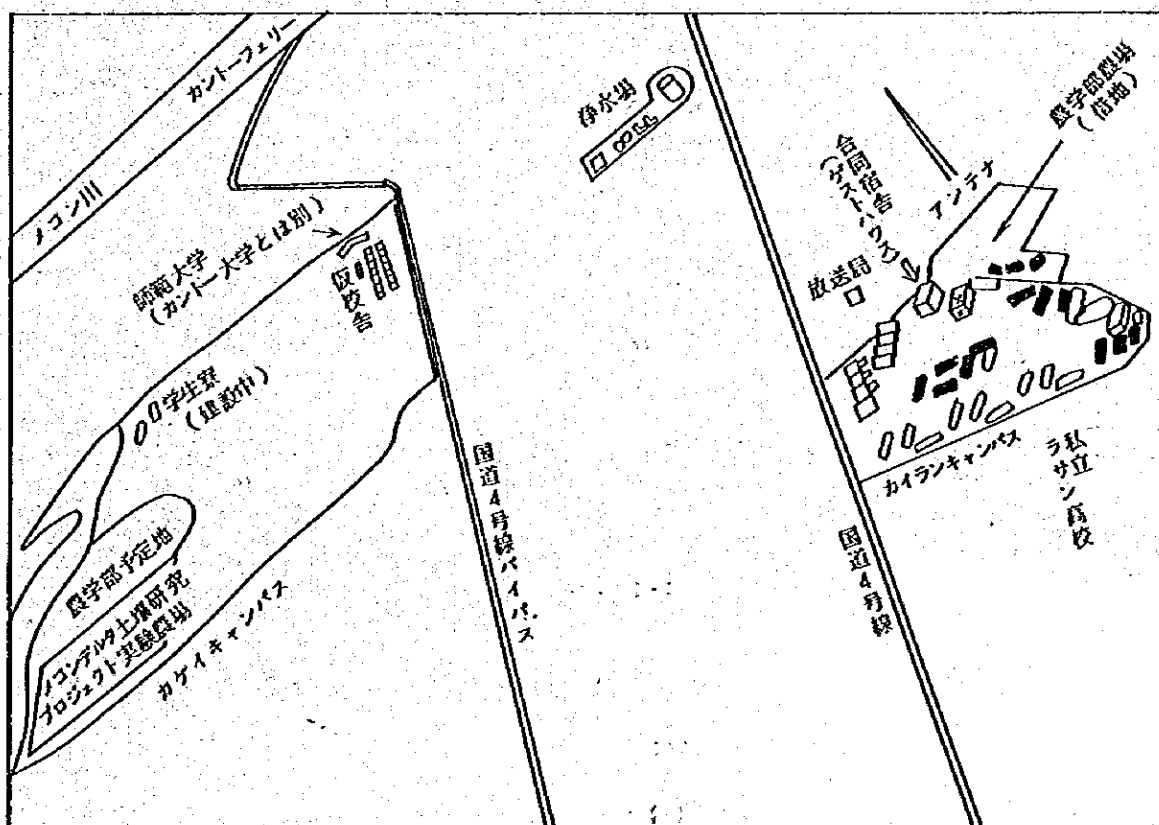 カントーフェリー
メコン川
師範大学
(カントー大学とは別)
仮校舎
学生寮
(建設中)
農学部予定地
メコンデルタ土壌研究
プロジェクト実験農場
カケイキャンパス
国道4号線バイパス
浄水場
合同宿舎
(ゲストハウス)
放送局
アンテナ
農学部農場
(借地)
カイランキャンパス
私立
ラサン高校
国道4号線